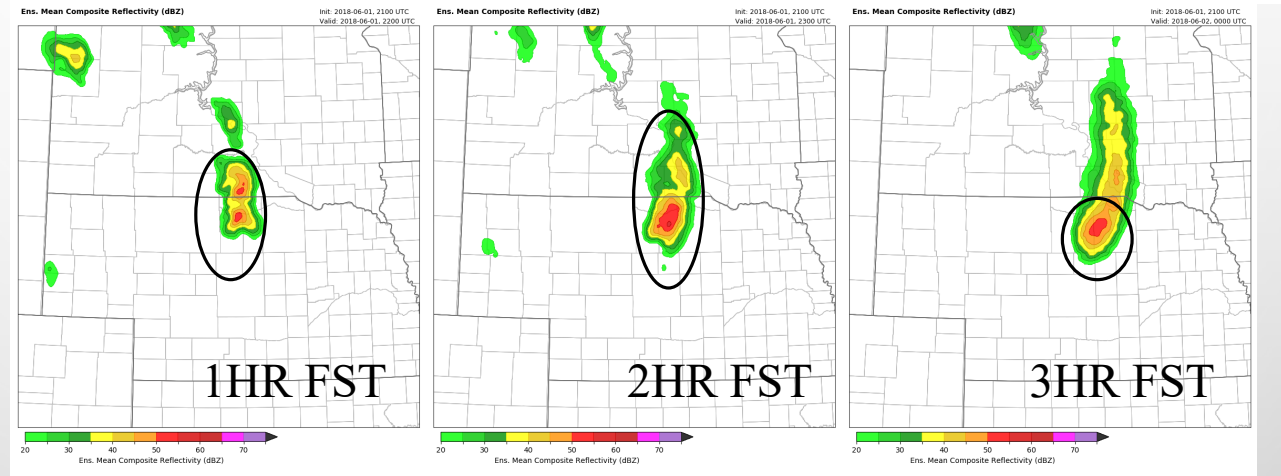 Ens. Mean Composite Reflectivity (dBZ)
Init: 2018-06-01, 2100 UTC
Valid: 2018-06-01, 2200 UTC
1HR FST
20 30 40 50 60 70
Ens. Mean Composite Reflectivity (dBZ)
Ens. Mean Composite Reflectivity (dBZ)
Init: 2018-06-01, 2100 UTC
Valid: 2018-06-01, 2300 UTC
2HR FST
20 30 40 50 60 70
Ens. Mean Composite Reflectivity (dBZ)
Ens. Mean Composite Reflectivity (dBZ)
Init: 2018-06-01, 2100 UTC
Valid: 2018-06-02, 0000 UTC
3HR FST
20 30 40 50 60 70
Ens. Mean Composite Reflectivity (dBZ)